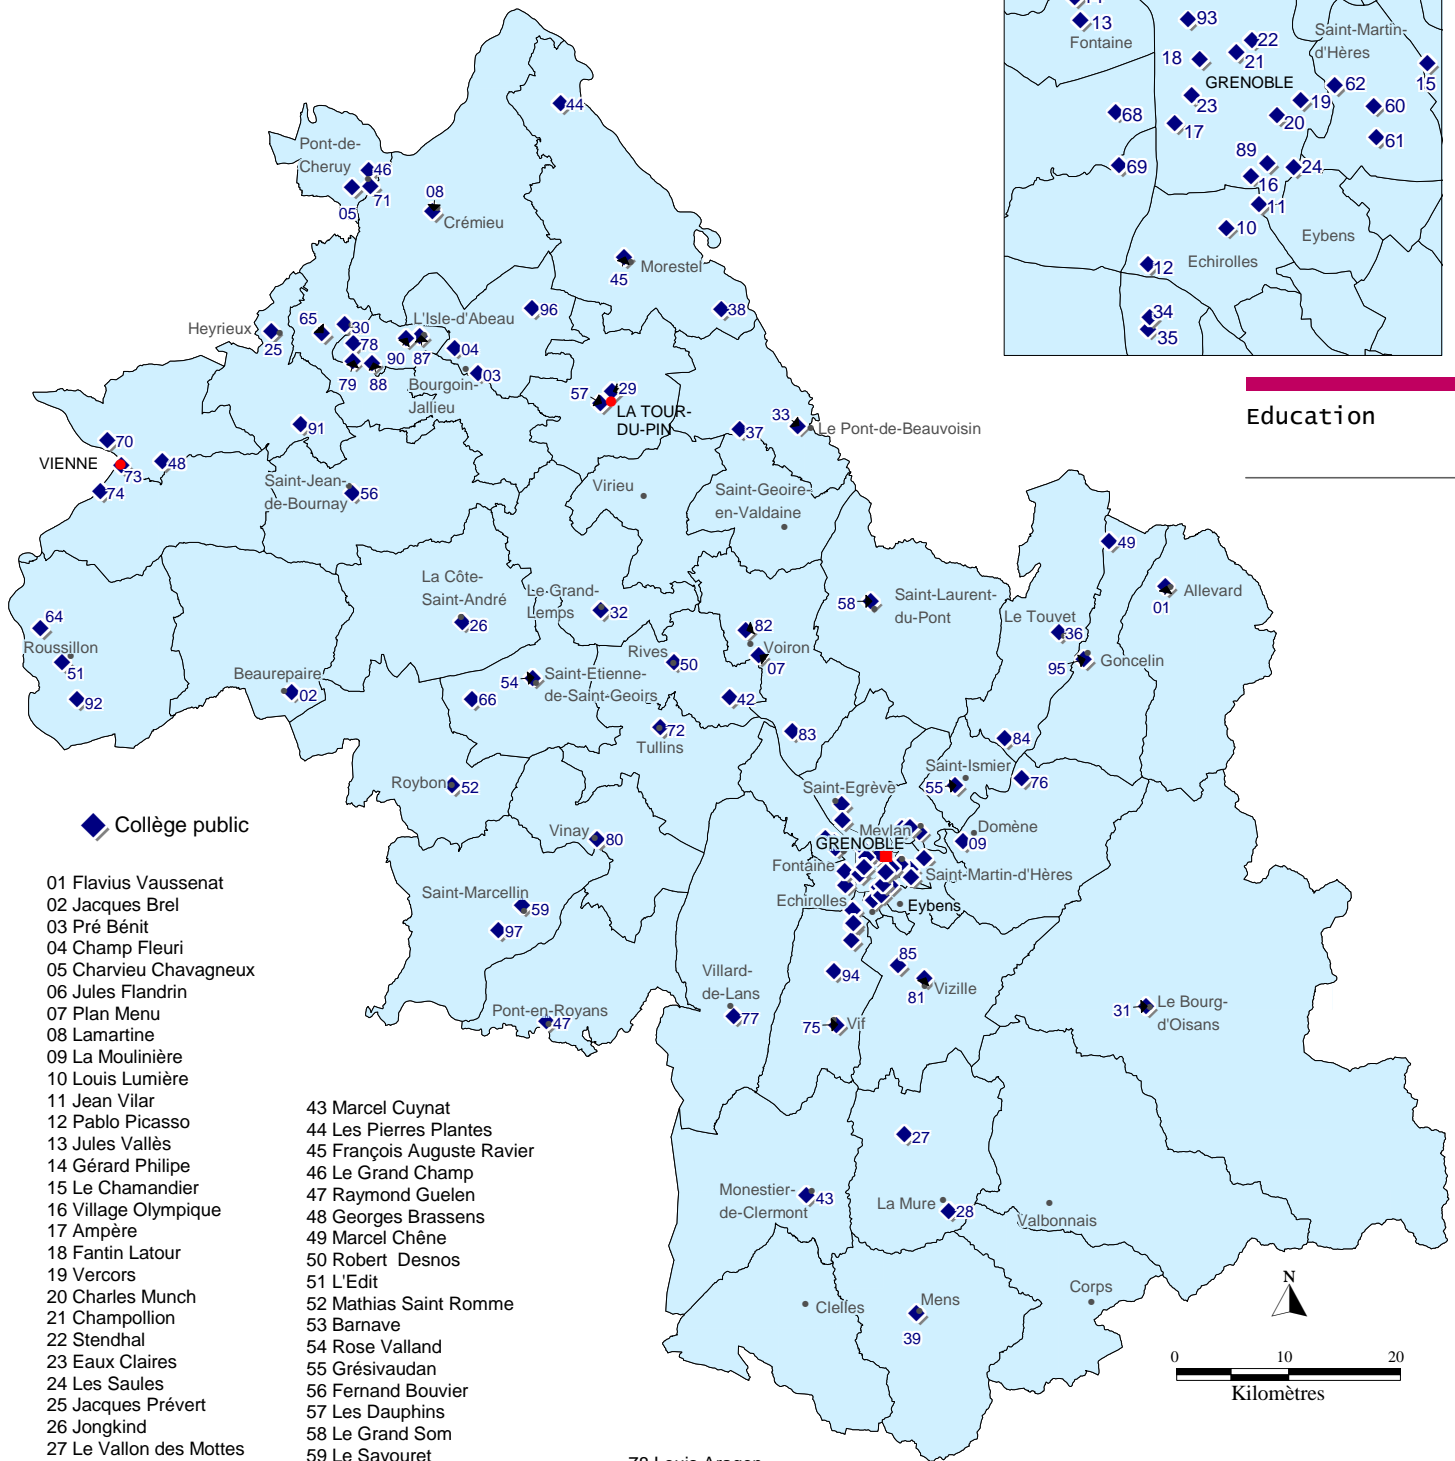 44
Pont-de-
Cheruy
46
71
05
08
Crémieu
Morestel
45
38
96
Heyrieux
25
65
30
78
79
88
90
87
L'Isle-d'Abeau
04
03
Bourgoin-
Jallieu
57
29
LA TOUR-
DU-PIN
33
Le Pont-de-Beauvoisin
37
91
70
VIENNE
73
48
74
Saint-Jean-
de-Bournay
56
Virieu
Saint-Geoire-
en-Valdaine
49
Allevard
01
La Côte-
Saint-André
26
Le-Grand-
Lemps
32
58
Saint-Laurent-
du-Pont
Le Touvet
36
95
Goncelin
64
Roussillon
51
92
Beaurepaire
02
Rives
50
82
Voiron
07
54
Saint-Etienne-
de-Saint-Geoirs
66
42
72
Tullins
83
84
Saint-Ismier
55
76
Roybon
52
Saint-Egrève
Vinay
80
Meylan
GRENOBLE
Domène
09
Fontaine
Saint-Martin-d'Hères
Echirolles
Eybens
Saint-Marcellin
59
97
Villard-
de-Lans
77
94
85
81
Vizille
Pont-en-Royans
47
75
Vif
31
Le Bourg-
d'Oisans
27
Monestier-
de-Clermont
43
La Mure
28
Valbonnais
Clelles
Mens
39
Corps
N
0 10 20
Kilomètres
13
Fontaine
93
22
21
18
GRENOBLE
Saint-Martin-
d'Hères
15
62
60
61
19
20
23
17
68
69
89
16
24
11
10
Eybens
Echirolles
12
34
35
Education
Collège public
01 Flavius Vaussenat
02 Jacques Brel
03 Pré Bénit
04 Champ Fleuri
05 Charvieu Chavagneux
06 Jules Flandrin
07 Plan Menu
08 Lamartine
09 La Moulinière
10 Louis Lumière
11 Jean Vilar
12 Pablo Picasso
13 Jules Vallès
14 Gérard Philipe
15 Le Chamandier
16 Village Olympique
17 Ampère
18 Fantin Latour
19 Vercors
20 Charles Munch
21 Champollion
22 Stendhal
23 Eaux Claires
24 Les Saules
25 Jacques Prévert
26 Jongkind
27 Le Vallon des Mottes
43 Marcel Cuynat
44 Les Pierres Plantes
45 François Auguste Ravier
46 Le Grand Champ
47 Raymond Guelen
48 Georges Brassens
49 Marcel Chêne
50 Robert Desnos
51 L'Edit
52 Mathias Saint Romme
53 Barnave
54 Rose Valland
55 Grésivaudan
56 Fernand Bouvier
57 Les Dauphins
58 Le Grand Som
59 Le Savouret
78 Louis Aragon